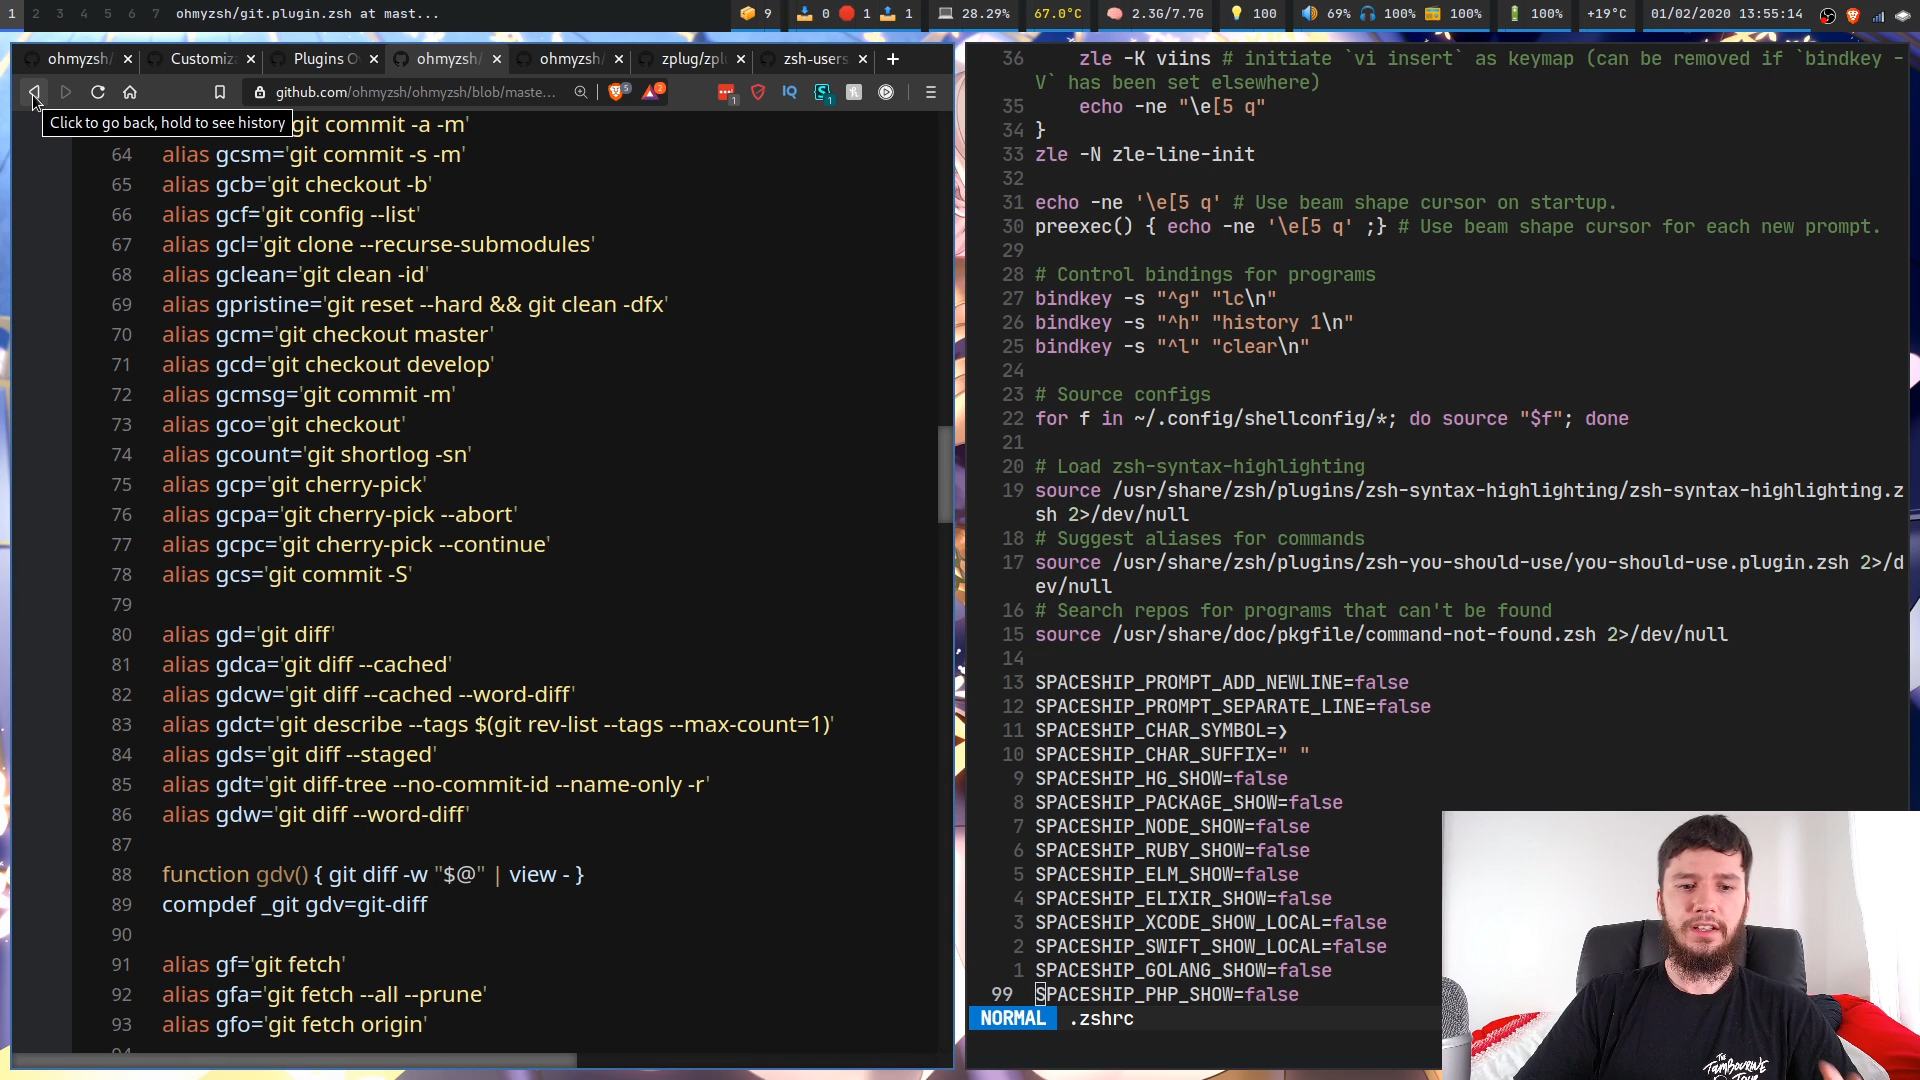 1 2 3 4 5 6 7 ohmyzsh/git.plugin.zsh at mast... 9 0 1 1 28.29% 67.0°C 2.3G/7.7G 100 69% 100% 100% 100% +19°C 01/02/2020 13:55:14
ohmyzsh/ Customiz Plugins O ohmyzsh/ ohmyzsh/ zplug/zpl zsh-users
github.com/ohmyzsh/ohmyzsh/blob/maste... 5 2 1 IQ 1
Click to go back, hold to see history
git commit -a -m'
64 alias gcsm='git commit -s -m'
65 alias gcb='git checkout -b'
66 alias gcf='git config --list'
67 alias gcl='git clone --recurse-submodules'
68 alias gclean='git clean -id'
69 alias gpristine='git reset --hard && git clean -dfx'
70 alias gcm='git checkout master'
71 alias gcd='git checkout develop'
72 alias gcmsg='git commit -m'
73 alias gco='git checkout'
74 alias gcount='git shortlog -sn'
75 alias gcp='git cherry-pick'
76 alias gcpa='git cherry-pick --abort'
77 alias gcpc='git cherry-pick --continue'
78 alias gcs='git commit -S'
79
80 alias gd='git diff'
81 alias gdca='git diff --cached'
82 alias gdcw='git diff --cached --word-diff'
83 alias gdct='git describe --tags $(git rev-list --tags --max-count=1)'
84 alias gds='git diff --staged'
85 alias gdt='git diff-tree --no-commit-id --name-only -r'
86 alias gdw='git diff --word-diff'
87
88 function gdv() { git diff -w "$@" | view - }
89 compdef _git gdv=git-diff
90
91 alias gf='git fetch'
92 alias gfa='git fetch --all --prune'
93 alias gfo='git fetch origin'
36 zle -K viins # initiate `vi insert` as keymap (can be removed if `bindkey -
V` has been set elsewhere)
35 echo -ne "\e[5 q"
34 }
33 zle -N zle-line-init
32
31 echo -ne '\e[5 q' # Use beam shape cursor on startup.
30 preexec() { echo -ne '\e[5 q' ;} # Use beam shape cursor for each new prompt.
29
28 # Control bindings for programs
27 bindkey -s "^g" "lc\n"
26 bindkey -s "^h" "history 1\n"
25 bindkey -s "^l" "clear\n"
24
23 # Source configs
22 for f in ~/.config/shellconfig/*; do source "$f"; done
21
20 # Load zsh-syntax-highlighting
19 source /usr/share/zsh/plugins/zsh-syntax-highlighting/zsh-syntax-highlighting.z
sh 2>/dev/null
18 # Suggest aliases for commands
17 source /usr/share/zsh/plugins/zsh-you-should-use/you-should-use.plugin.zsh 2>/d
ev/null
16 # Search repos for programs that can't be found
15 source /usr/share/doc/pkgfile/command-not-found.zsh 2>/dev/null
14
13 SPACESHIP_PROMPT_ADD_NEWLINE=false
12 SPACESHIP_PROMPT_SEPARATE_LINE=false
11 SPACESHIP_CHAR_SYMBOL=❯
10 SPACESHIP_CHAR_SUFFIX=" "
9 SPACESHIP_HG_SHOW=false
8 SPACESHIP_PACKAGE_SHOW=false
7 SPACESHIP_NODE_SHOW=false
6 SPACESHIP_RUBY_SHOW=false
5 SPACESHIP_ELM_SHOW=false
4 SPACESHIP_ELIXIR_SHOW=false
3 SPACESHIP_XCODE_SHOW_LOCAL=false
2 SPACESHIP_SWIFT_SHOW_LOCAL=false
1 SPACESHIP_GOLANG_SHOW=false
99 SPACESHIP_PHP_SHOW=false
NORMAL .zshrc
THE
TAMBOURINE
TOUR